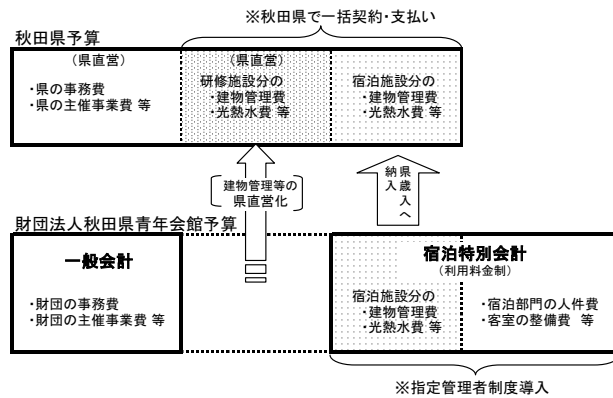 ※秋田県で一括契約・支払い
秋田県予算
（県直営）
・県の事務費
・県の主催事業費 等
（県直営）
研修施設分の
・建物管理費
・光熱水費 等
宿泊施設分の
・建物管理費
・光熱水費 等
建物管理等の
県直営化
県歳入へ
納入
財団法人秋田県青年会館予算
一般会計
・財団の事務費
・財団の主催事業費 等
宿泊特別会計
（利用料金制）
宿泊施設分の
・建物管理費
・光熱水費 等
・宿泊部門の人件費
・客室の整備費 等
※指定管理者制度導入